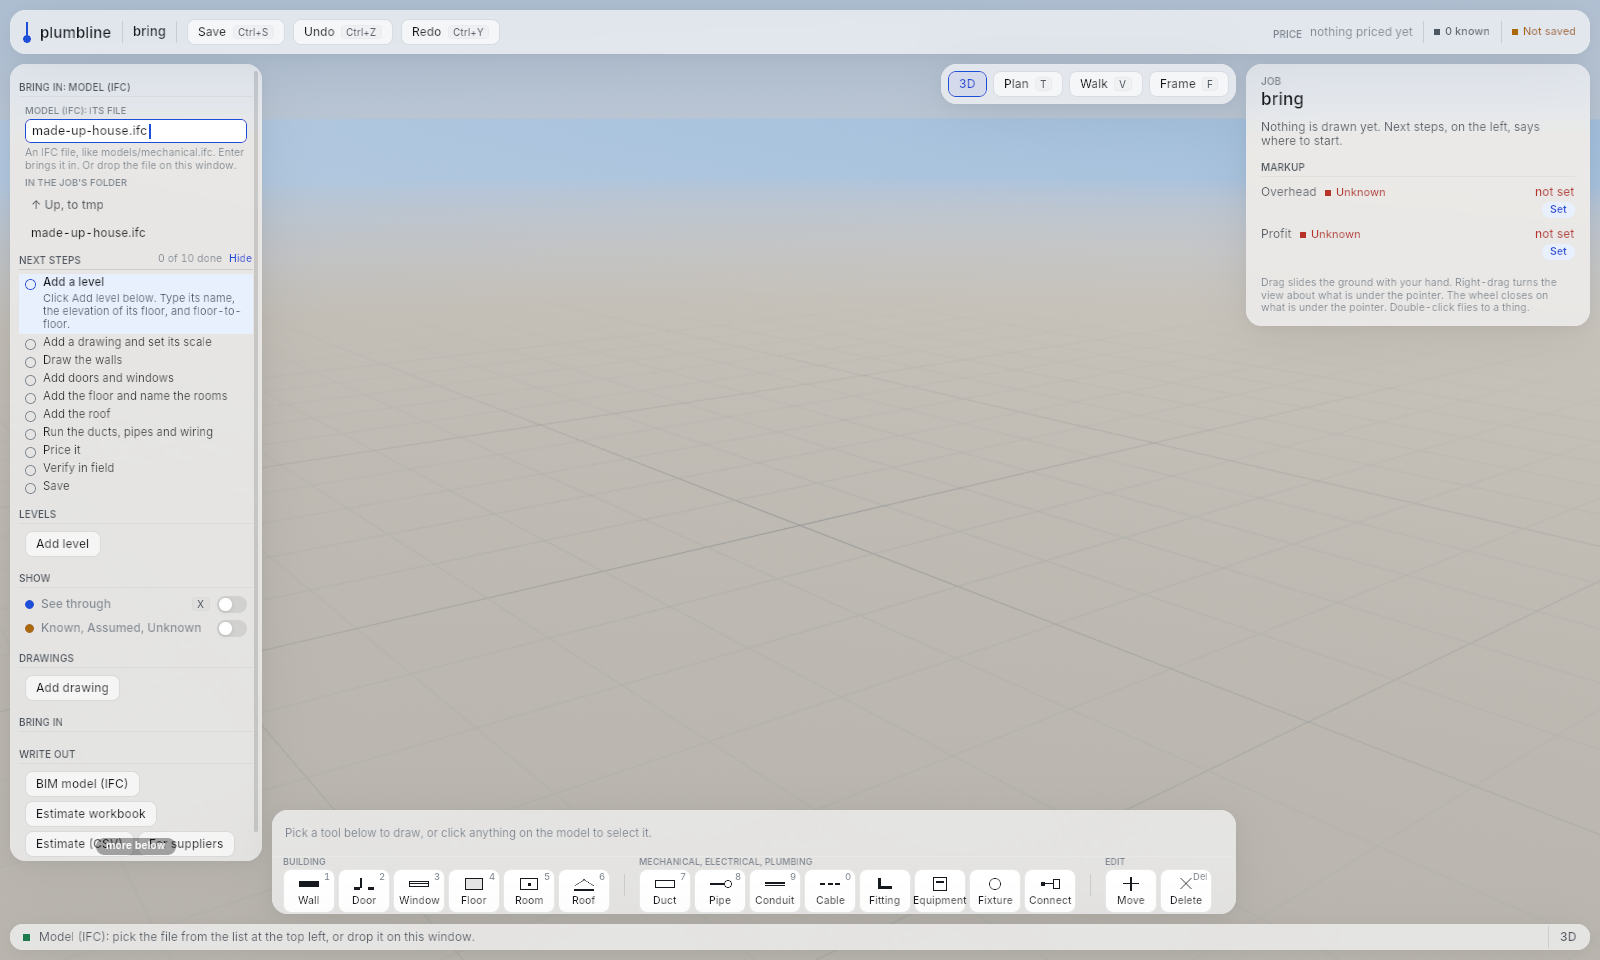 plumbline
bring
Save Ctrl+S
Undo Ctrl+Z
Redo Ctrl+Y
PRICE nothing priced yet
0 known
Not saved
BRING IN: MODEL (IFC)
MODEL (IFC): ITS FILE
made-up-house.ifc
An IFC file, like models/mechanical.ifc. Enter
brings it in. Or drop the file on this window.
IN THE JOB'S FOLDER
↑ Up, to tmp
made-up-house.ifc
NEXT STEPS 0 of 10 done Hide
Add a level
Click Add level below. Type its name,
the elevation of its floor, and floor-to-
floor.
Add a drawing and set its scale
Draw the walls
Add doors and windows
Add the floor and name the rooms
Add the roof
Run the ducts, pipes and wiring
Price it
Verify in field
Save
LEVELS
Add level
SHOW
See through X
Known, Assumed, Unknown
DRAWINGS
Add drawing
BRING IN
WRITE OUT
BIM model (IFC)
Estimate workbook
Estimate (CSV) For suppliers
more below
3D
Plan T
Walk V
Frame F
JOB
bring
Nothing is drawn yet. Next steps, on the left, says
where to start.
MARKUP
Overhead Unknown not set
Set
Profit Unknown not set
Set
Drag slides the ground with your hand. Right-drag turns the
view about what is under the pointer. The wheel closes on
what is under the pointer. Double-click flies to a thing.
Pick a tool below to draw, or click anything on the model to select it.
BUILDING
Wall 1
Door 2
Window 3
Floor 4
Room 5
Roof 6
MECHANICAL, ELECTRICAL, PLUMBING
Duct 7
Pipe 8
Conduit 9
Cable 0
Fitting
Equipment
Fixture
Connect
EDIT
Move
Delete Del
Model (IFC): pick the file from the list at the top left, or drop it on this window.
3D